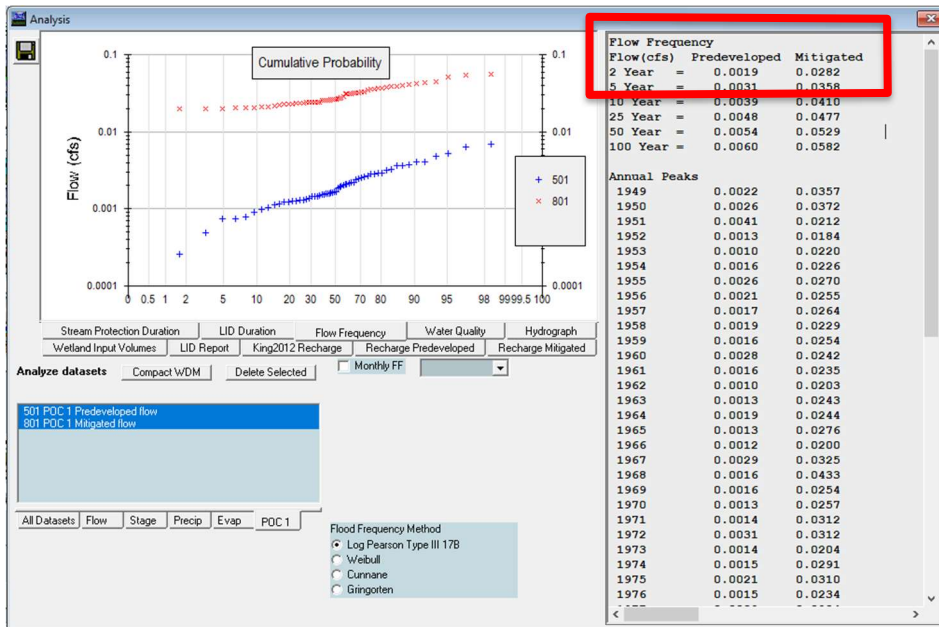 Analysis
Cumulative Probability
Flow (cfs)
0.1
0.01
0.001
0.0001
0.1
0.01
0.001
0.0001
0 0.5 1 2 5 10 20 30 50 70 80 90 95 98 99 99.5 100
501
801
Stream Protection Duration LID Duration Flow Frequency Water Quality Hydrograph
Wetland Input Volumes LID Report King2012 Recharge Recharge Predeveloped Recharge Mitigated
Analyze datasets Compact WDM Delete Selected Monthly FF
501 POC 1 Predeveloped flow
801 POC 1 Mitigated flow
All Datasets Flow Stage Precip Evap POC 1
Flood Frequency Method
Log Pearson Type III 17B
Weibull
Cunnane
Gringorten
Flow Frequency
Flow(cfs) Predeveloped Mitigated
2 Year = 0.0019 0.0282
5 Year = 0.0031 0.0358
10 Year = 0.0039 0.0410
25 Year = 0.0048 0.0477
50 Year = 0.0054 0.0529
100 Year = 0.0060 0.0582
Annual Peaks
1949 0.0022 0.0357
1950 0.0026 0.0372
1951 0.0041 0.0212
1952 0.0013 0.0184
1953 0.0010 0.0220
1954 0.0016 0.0226
1955 0.0026 0.0270
1956 0.0021 0.0255
1957 0.0017 0.0264
1958 0.0019 0.0229
1959 0.0016 0.0254
1960 0.0028 0.0242
1961 0.0016 0.0235
1962 0.0010 0.0203
1963 0.0013 0.0243
1964 0.0019 0.0244
1965 0.0013 0.0276
1966 0.0012 0.0200
1967 0.0029 0.0325
1968 0.0016 0.0433
1969 0.0016 0.0254
1970 0.0013 0.0257
1971 0.0014 0.0312
1972 0.0031 0.0312
1973 0.0014 0.0204
1974 0.0015 0.0291
1975 0.0021 0.0310
1976 0.0015 0.0234